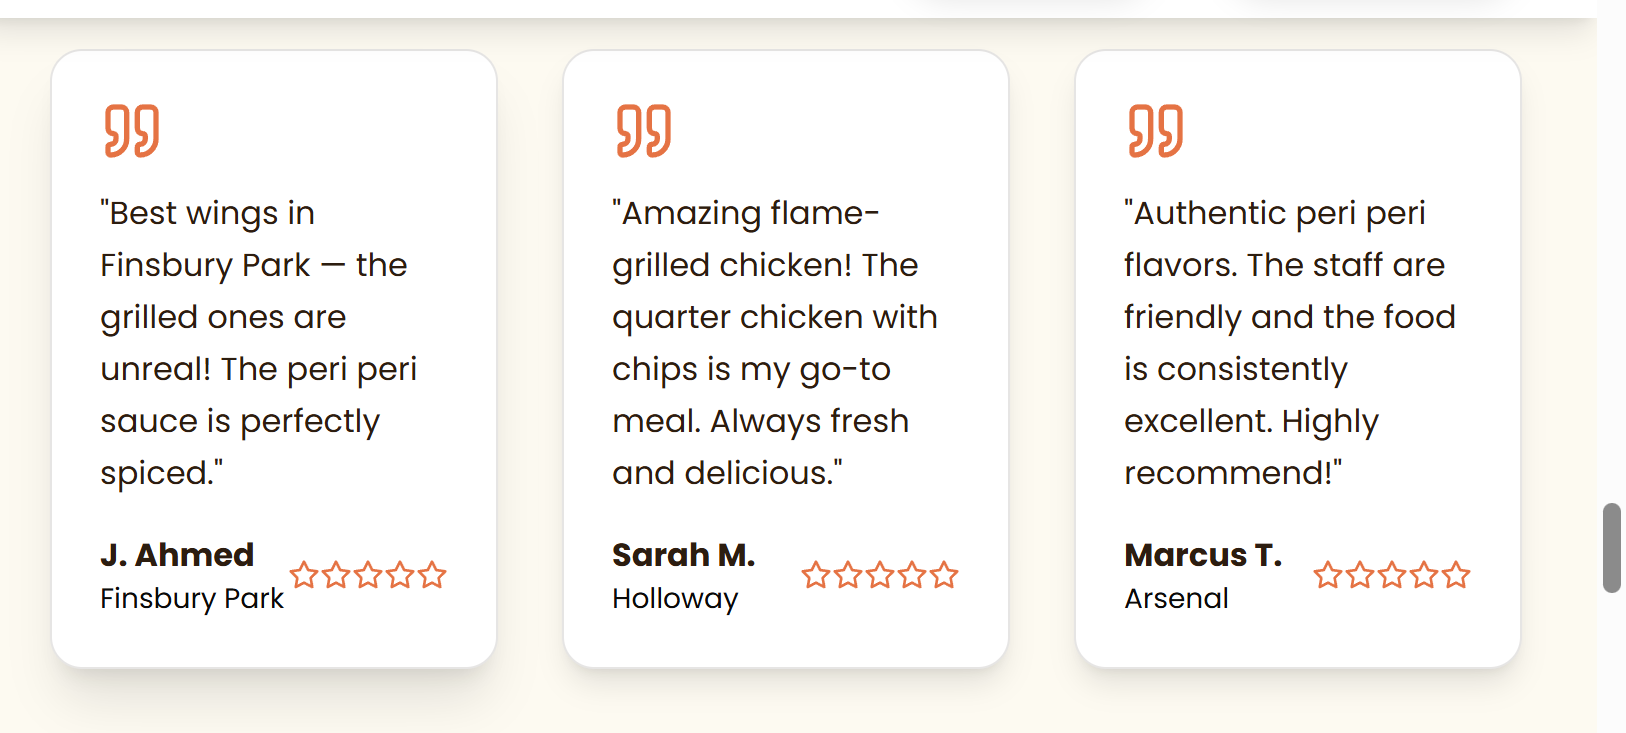 "Best wings in
Finsbury Park — the
grilled ones are
unreal! The peri peri
sauce is perfectly
spiced."
J. Ahmed
Finsbury Park
"Amazing flame-
grilled chicken! The
quarter chicken with
chips is my go-to
meal. Always fresh
and delicious."
Sarah M.
Holloway
"Authentic peri peri
flavors. The staff are
friendly and the food
is consistently
excellent. Highly
recommend!"
Marcus T.
Arsenal